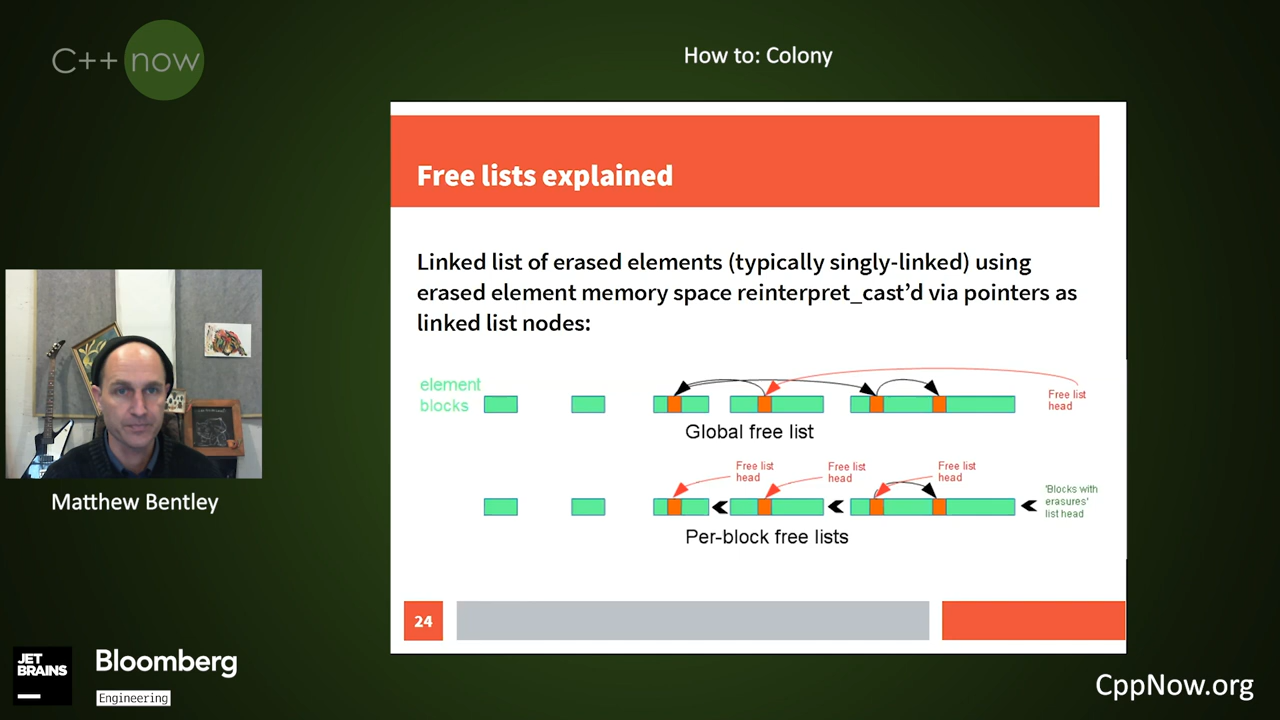 C++ now
How to: Colony
Free lists explained
Linked list of erased elements (typically singly-linked) using
erased element memory space reinterpret_cast'd via pointers as
linked list nodes:
element
blocks
Free list
head
Global free list
Free list
head
Free list
head
Free list
head
'Blocks with
erasures'
list head
Per-block free lists
24
Matthew Bentley
JET
BRAINS
Bloomberg
Engineering
CppNow.org